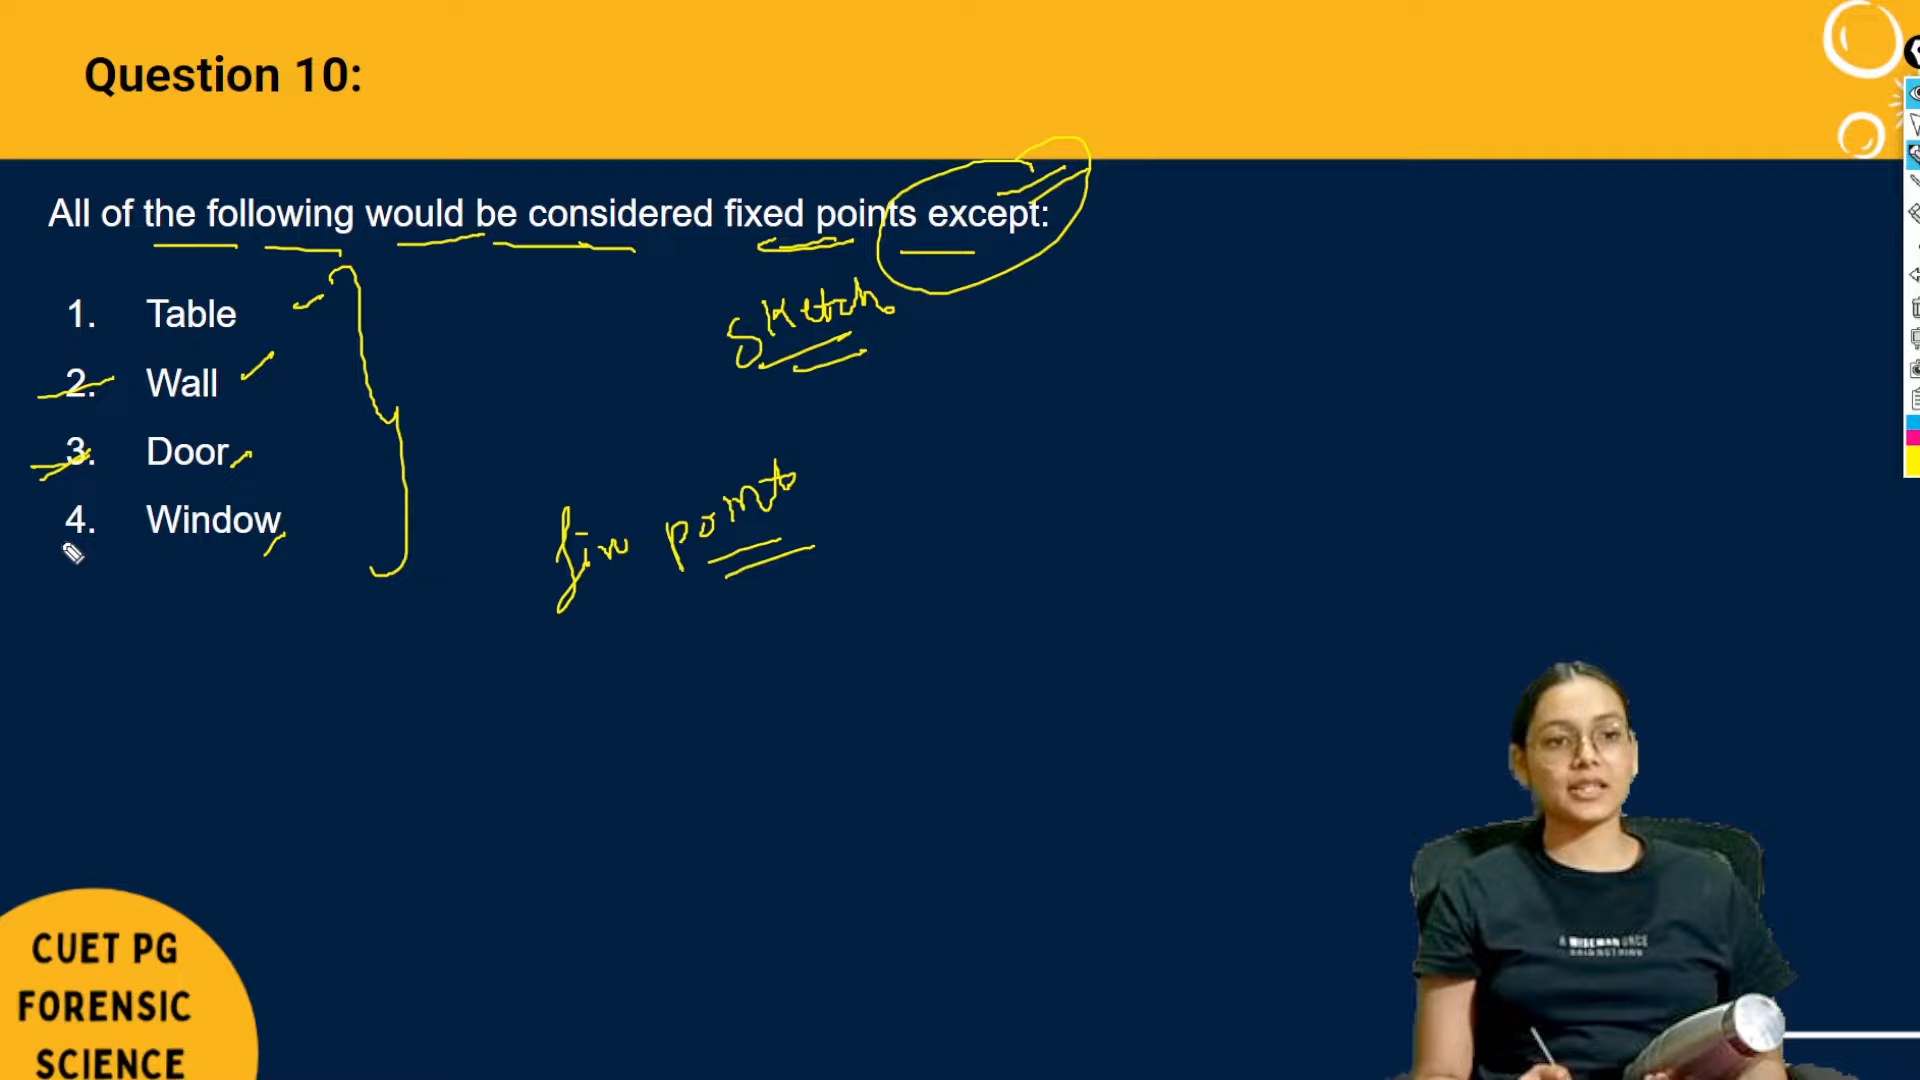 Question 10:
All of the following would be considered fixed points except:
1. Table
2. Wall
3. Door
4. Window
Sketch
fix points
CUET PG
FORENSIC
SCIENCE